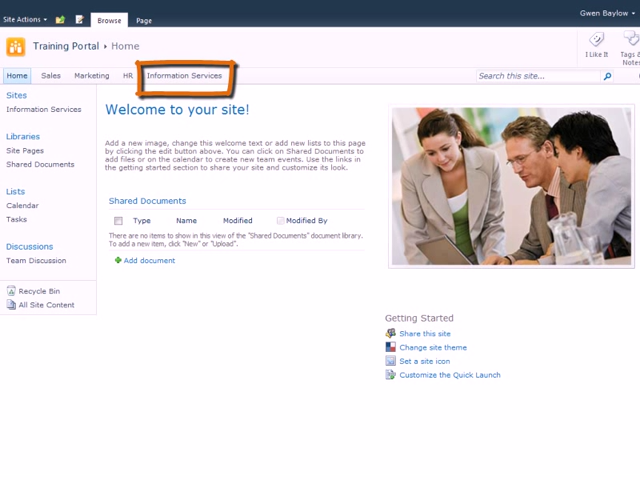 Site Actions
Browse
Page
Gwen Baylow
Training Portal Home
I Like It
Tags &
Notes
Home
Sales
Marketing
HR
Information Services
Search this site...
Sites
Information Services
Libraries
Site Pages
Shared Documents
Lists
Calendar
Tasks
Discussions
Team Discussion
Recycle Bin
All Site Content
Welcome to your site!
Add a new image, change this welcome text or add new lists to this page
by clicking the edit button above. You can click on Shared Documents to
add files or on the calendar to create new team events. Use the links in
the getting started section to share your site and customize its look.
Shared Documents
Type Name Modified Modified By
There are no items to show in this view of the "Shared Documents" document library.
To add a new item, click "New" or "Upload".
Add document
Getting Started
Share this site
Change site theme
Set a site icon
Customize the Quick Launch